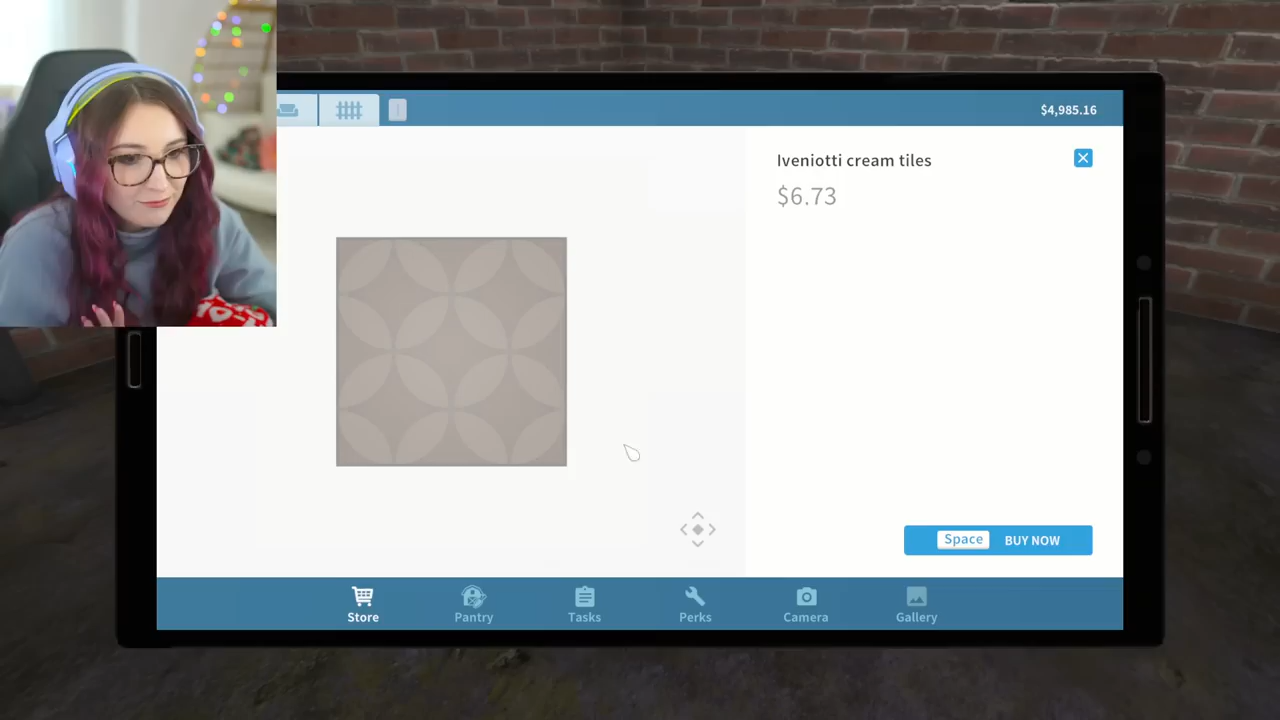 $4,985.16
Iveniotti cream tiles
$6.73
Space BUY NOW
Store Pantry Tasks Perks Camera Gallery